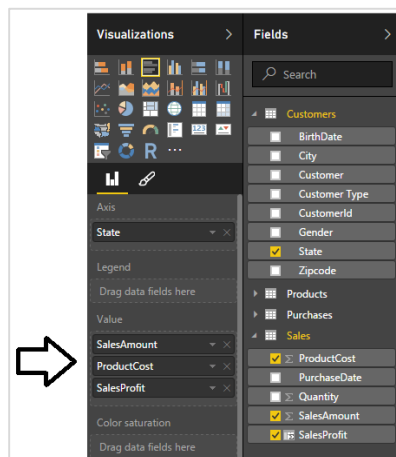 Visualizations
Fields
Search
123
R
Axis
State
Legend
Drag data fields here
Value
SalesAmount
ProductCost
SalesProfit
Color saturation
Drag data fields here
Customers
BirthDate
City
Customer
Customer Type
CustomerId
Gender
State
Zipcode
Products
Purchases
Sales
Σ ProductCost
PurchaseDate
Σ Quantity
Σ SalesAmount
SalesProfit